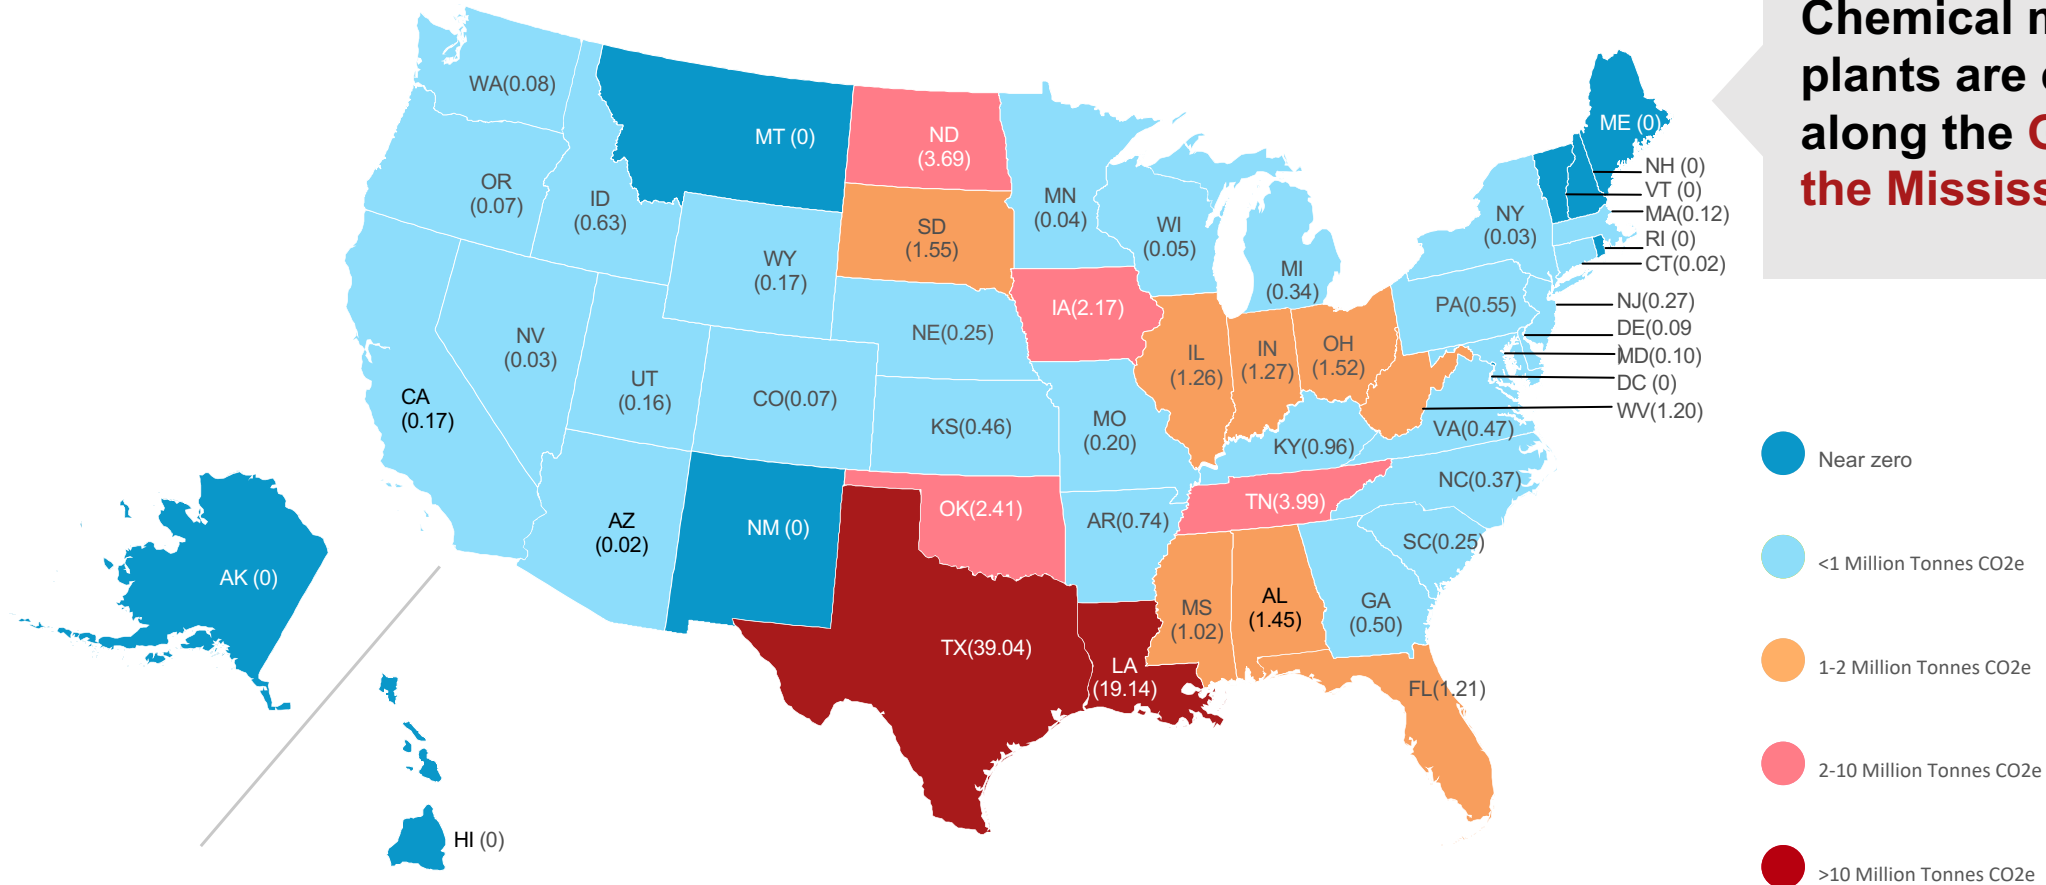 Chemical
plants are
along the
the
WA(0.08)
MT (0)
ND
(3.69)
ME (0)
NH (0)
VT (0)
MA(0.12)
RI (0)
CT(0.02)
OR
(0.07)
ID
(0.63)
MN
(0.04)
WI
(0.05)
NY
(0.03)
SD
(1.55)
WY
(0.17)
MI
(0.34)
IA(2.17)
PA(0.55)
NJ(0.27)
DE(0.09
MD(0.10)
DC (0)
WV(1.20)
NV
(0.03)
NE(0.25)
IL
(1.26)
IN
(1.27)
OH
(1.52)
UT
(0.16)
CO(0.07)
CA
(0.17)
KS(0.46)
MO
(0.20)
KY(0.96)
VA(0.47)
NC(0.37)
AZ
(0.02)
NM (0)
OK(2.41)
AR(0.74)
TN(3.99)
SC(0.25)
AK (0)
MS
(1.02)
AL
(1.45)
GA
(0.50)
TX(39.04)
LA
(19.14)
FL(1.21)
HI (0)
Near zero
<1 Million Tonnes CO2e
1-2 Million Tonnes CO2e
2-10 Million Tonnes CO2e
>10 Million Tonnes CO2e